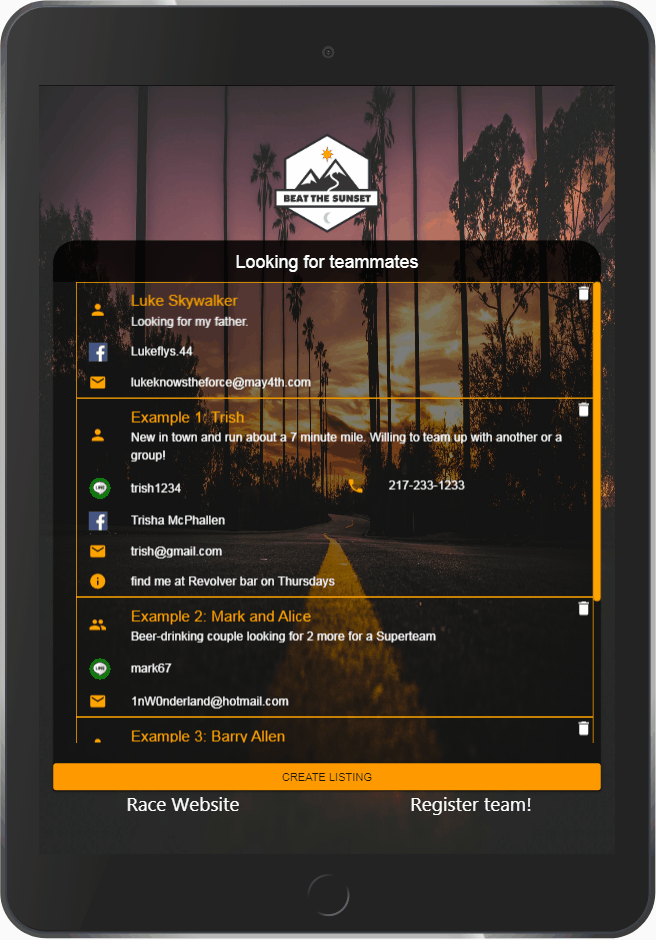 BEAT THE SUNSET
Looking for teammates
Luke Skywalker
Looking for my father.
Lukeflys.44
lukeknowstheforce@may4th.com
Example 1: Trish
New in town and run about a 7 minute mile. Willing to team up with another or a
group!
LINE
trish1234
217-233-1233
Trisha McPhallen
trish@gmail.com
find me at Revolver bar on Thursdays
Example 2: Mark and Alice
Beer-drinking couple looking for 2 more for a Superteam
LINE
mark67
1nW0nderland@hotmail.com
Example 3: Barry Allen
CREATE LISTING
Race Website
Register team!